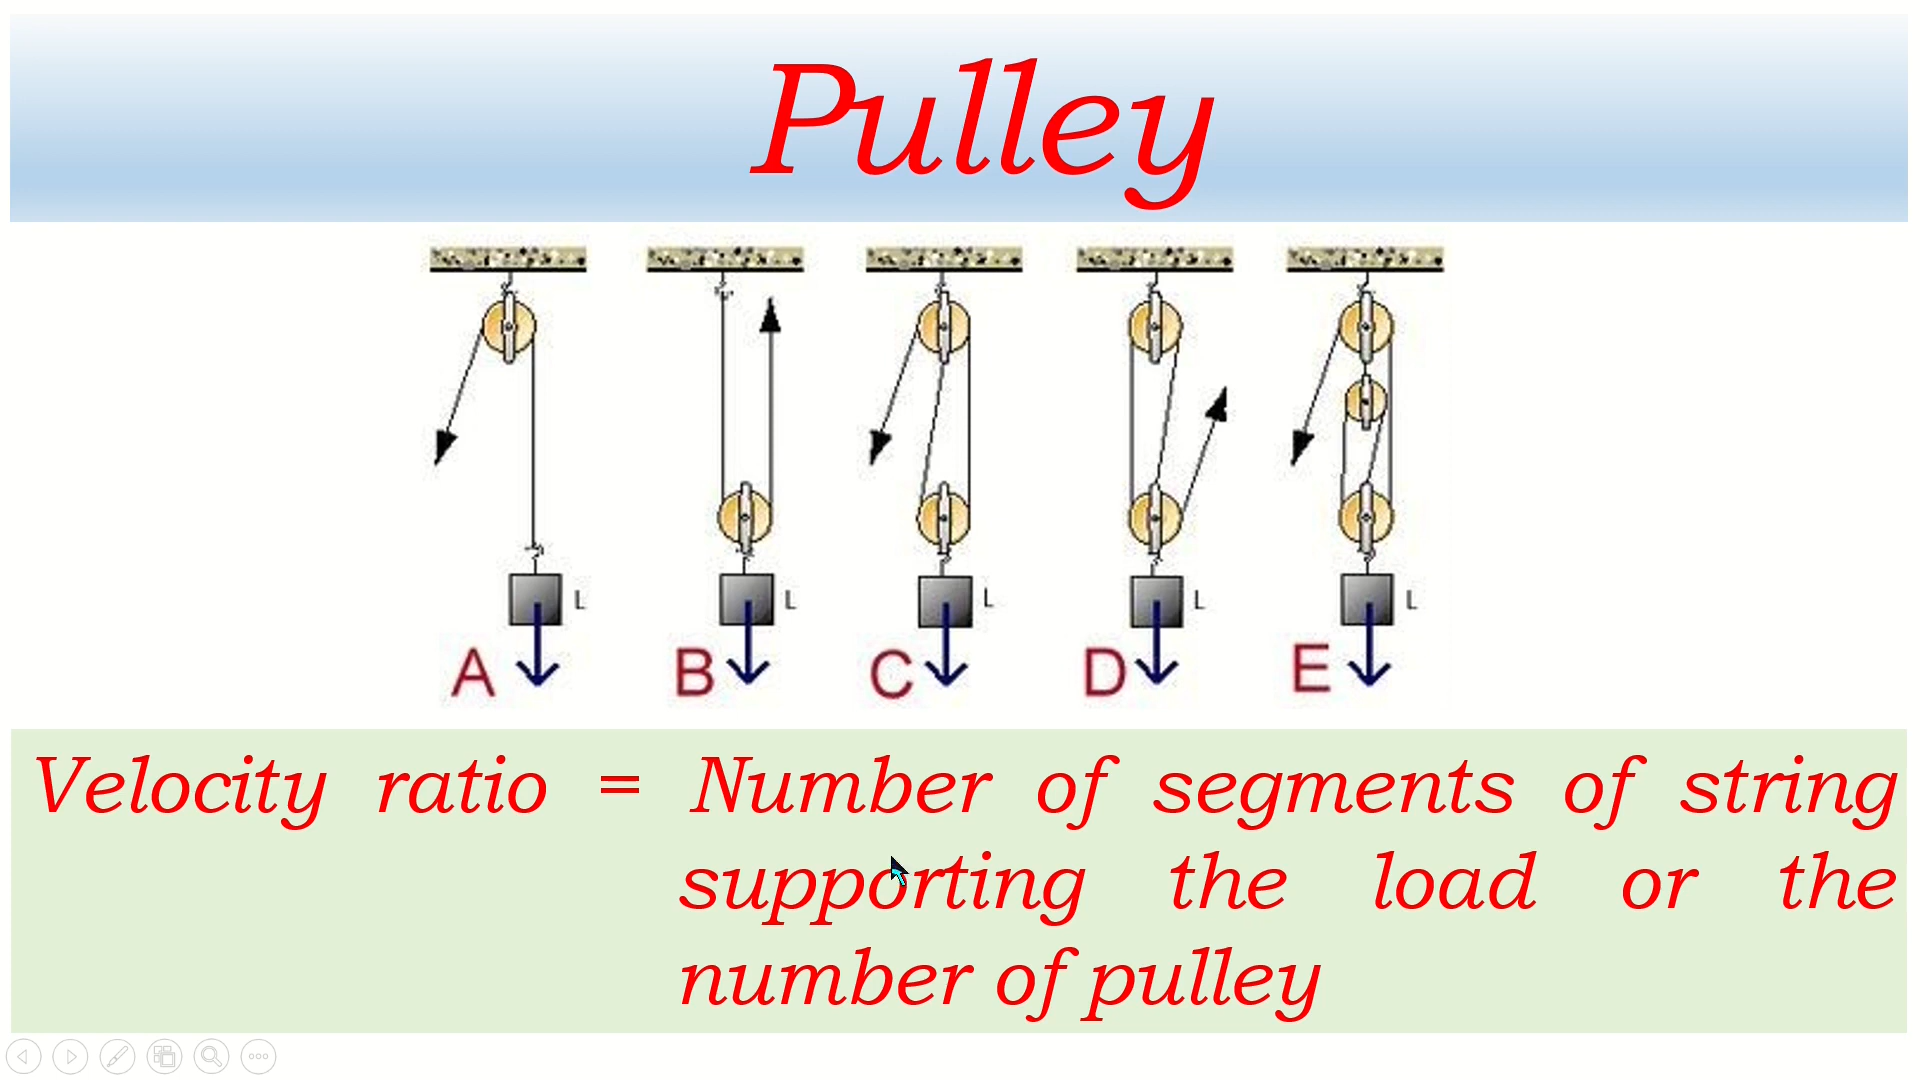 Pulley
L L L L L
A B C D E
Velocity ratio = Number of segments of string
supporting the load or the
number of pulley